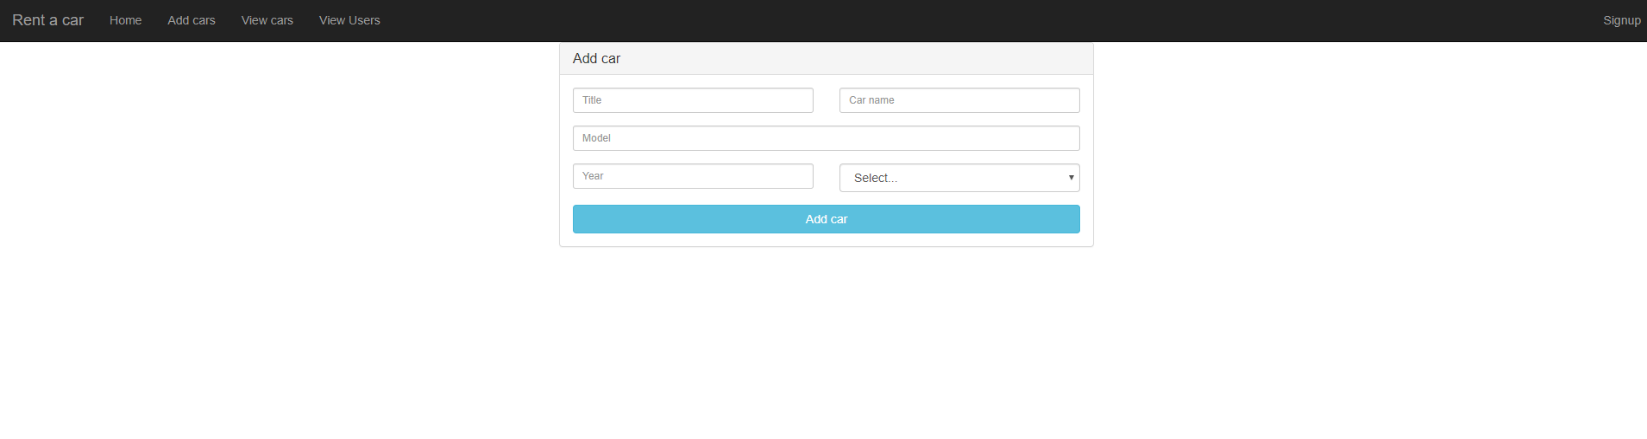 Rent a car Home Add cars View cars View Users Signup
Add car
Title Car name
Model
Year Select...
Add car